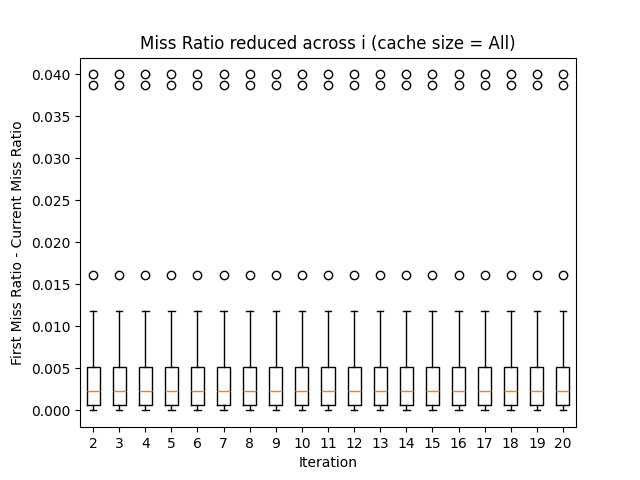 Miss Ratio reduced across i (cache size = All)
First Miss Ratio - Current Miss Ratio
0.040
0.035
0.030
0.025
0.020
0.015
0.010
0.005
0.000
2 3 4 5 6 7 8 9 10 11 12 13 14 15 16 17 18 19 20
Iteration